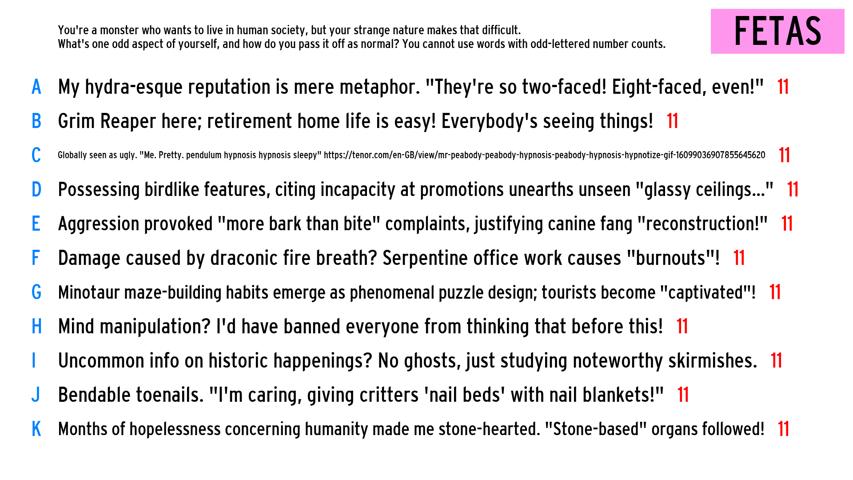 You're a monster who wants to live in human society, but your strange nature makes that difficult.
What's one odd aspect of yourself, and how do you pass it off as normal? You cannot use words with odd-lettered number counts.
FETAS
A My hydra-esque reputation is mere metaphor. "They're so two-faced! Eight-faced, even!" 11
B Grim Reaper here; retirement home life is easy! Everybody's seeing things! 11
C Globally seen as ugly. "Me. Pretty. pendulum hypnosis hypnosis sleepy" https://tenor.com/en-GB/view/mr-peabody-peabody-hypnosis-peabody-hypnosis-hypnotize-gif-16099036907855645620 11
D Possessing birdlike features, citing incapacity at promotions unearths unseen "glassy ceilings..." 11
E Aggression provoked "more bark than bite" complaints, justifying canine fang "reconstruction!" 11
F Damage caused by draconic fire breath? Serpentine office work causes "burnouts"! 11
G Minotaur maze-building habits emerge as phenomenal puzzle design; tourists become "captivated"! 11
H Mind manipulation? I'd have banned everyone from thinking that before this! 11
I Uncommon info on historic happenings? No ghosts, just studying noteworthy skirmishes. 11
J Bendable toenails. "I'm caring, giving critters 'nail beds' with nail blankets!" 11
K Months of hopelessness concerning humanity made me stone-hearted. "Stone-based" organs followed! 11